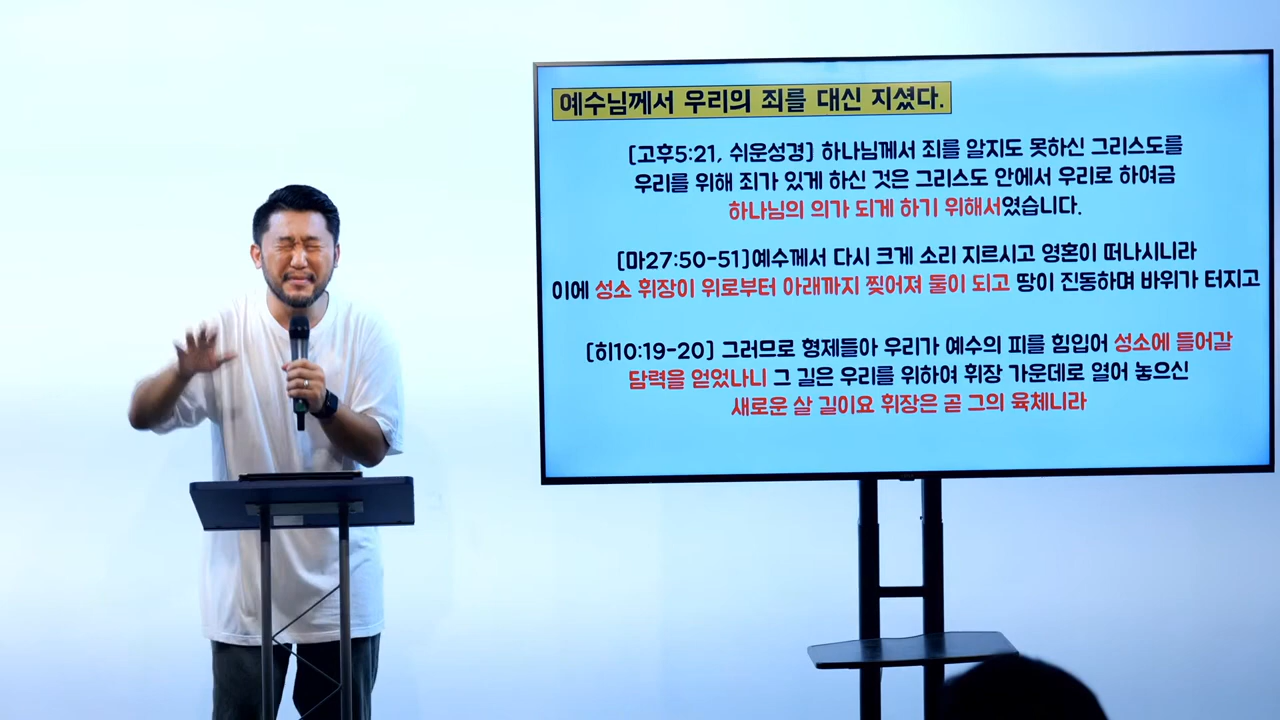 예수님께서 우리의 죄를 대신 지셨다.
[고후5:21, 쉬운성경] 하나님께서 죄를 알지도 못하신 그리스도를
우리를 위해 죄가 있게 하신 것은 그리스도 안에서 우리로 하여금
하나님의 의가 되게 하기 위해서였습니다.
[마27:50-51]예수께서 다시 크게 소리 지르시고 영혼이 떠나시니라
이에 성소 휘장이 위로부터 아래까지 찢어져 둘이 되고 땅이 진동하며 바위가 터지고
[히10:19-20] 그러므로 형제들아 우리가 예수의 피를 힘입어 성소에 들어갈
담력을 얻었나니 그 길은 우리를 위하여 휘장 가운데로 열어 놓으신
새로운 살 길이요 휘장은 곧 그의 육체니라